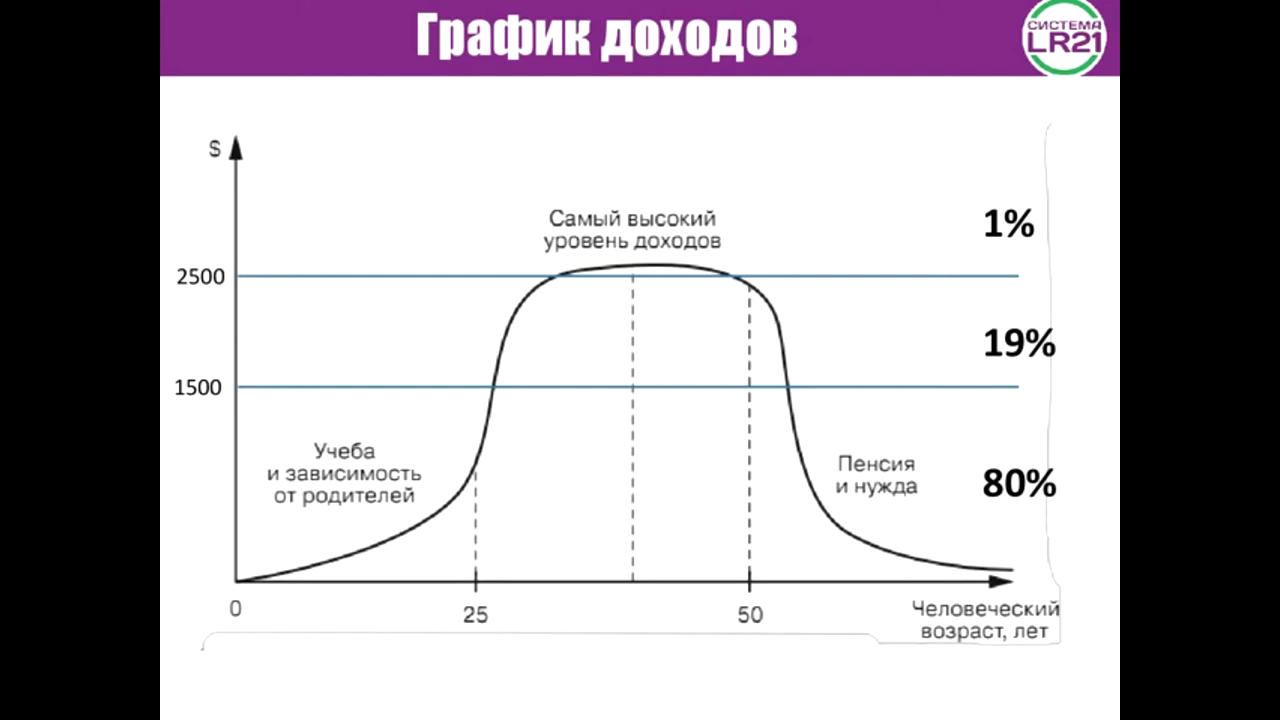 График доходов
СИСТЕМА
LR21
$
Самый высокий
уровень доходов
1%
2500
19%
1500
Учеба
и зависимость
от родителей
Пенсия
и нужда
80%
0
25
50
Человеческий
возраст, лет